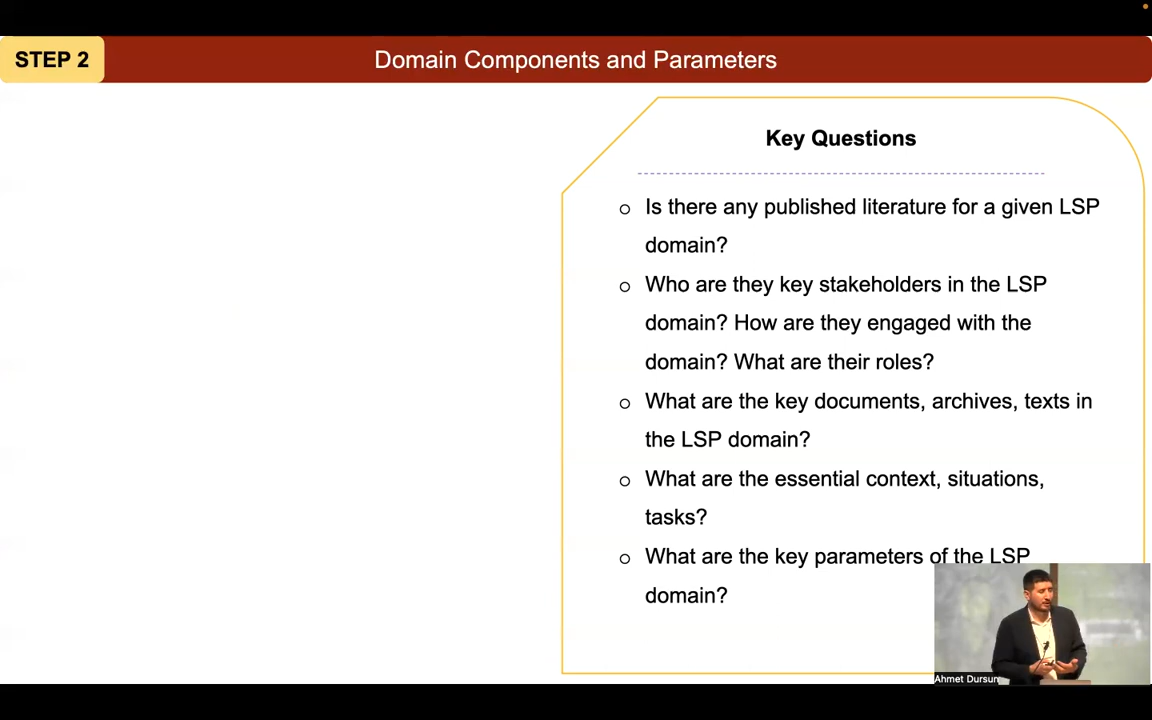 STEP 2
Domain Components and Parameters
Key Questions
o Is there any published literature for a given LSP
domain?
o Who are they key stakeholders in the LSP
domain? How are they engaged with the
domain? What are their roles?
o What are the key documents, archives, texts in
the LSP domain?
o What are the essential context, situations,
tasks?
o What are the key parameters of the LSP
domain?
Ahmet Dursun